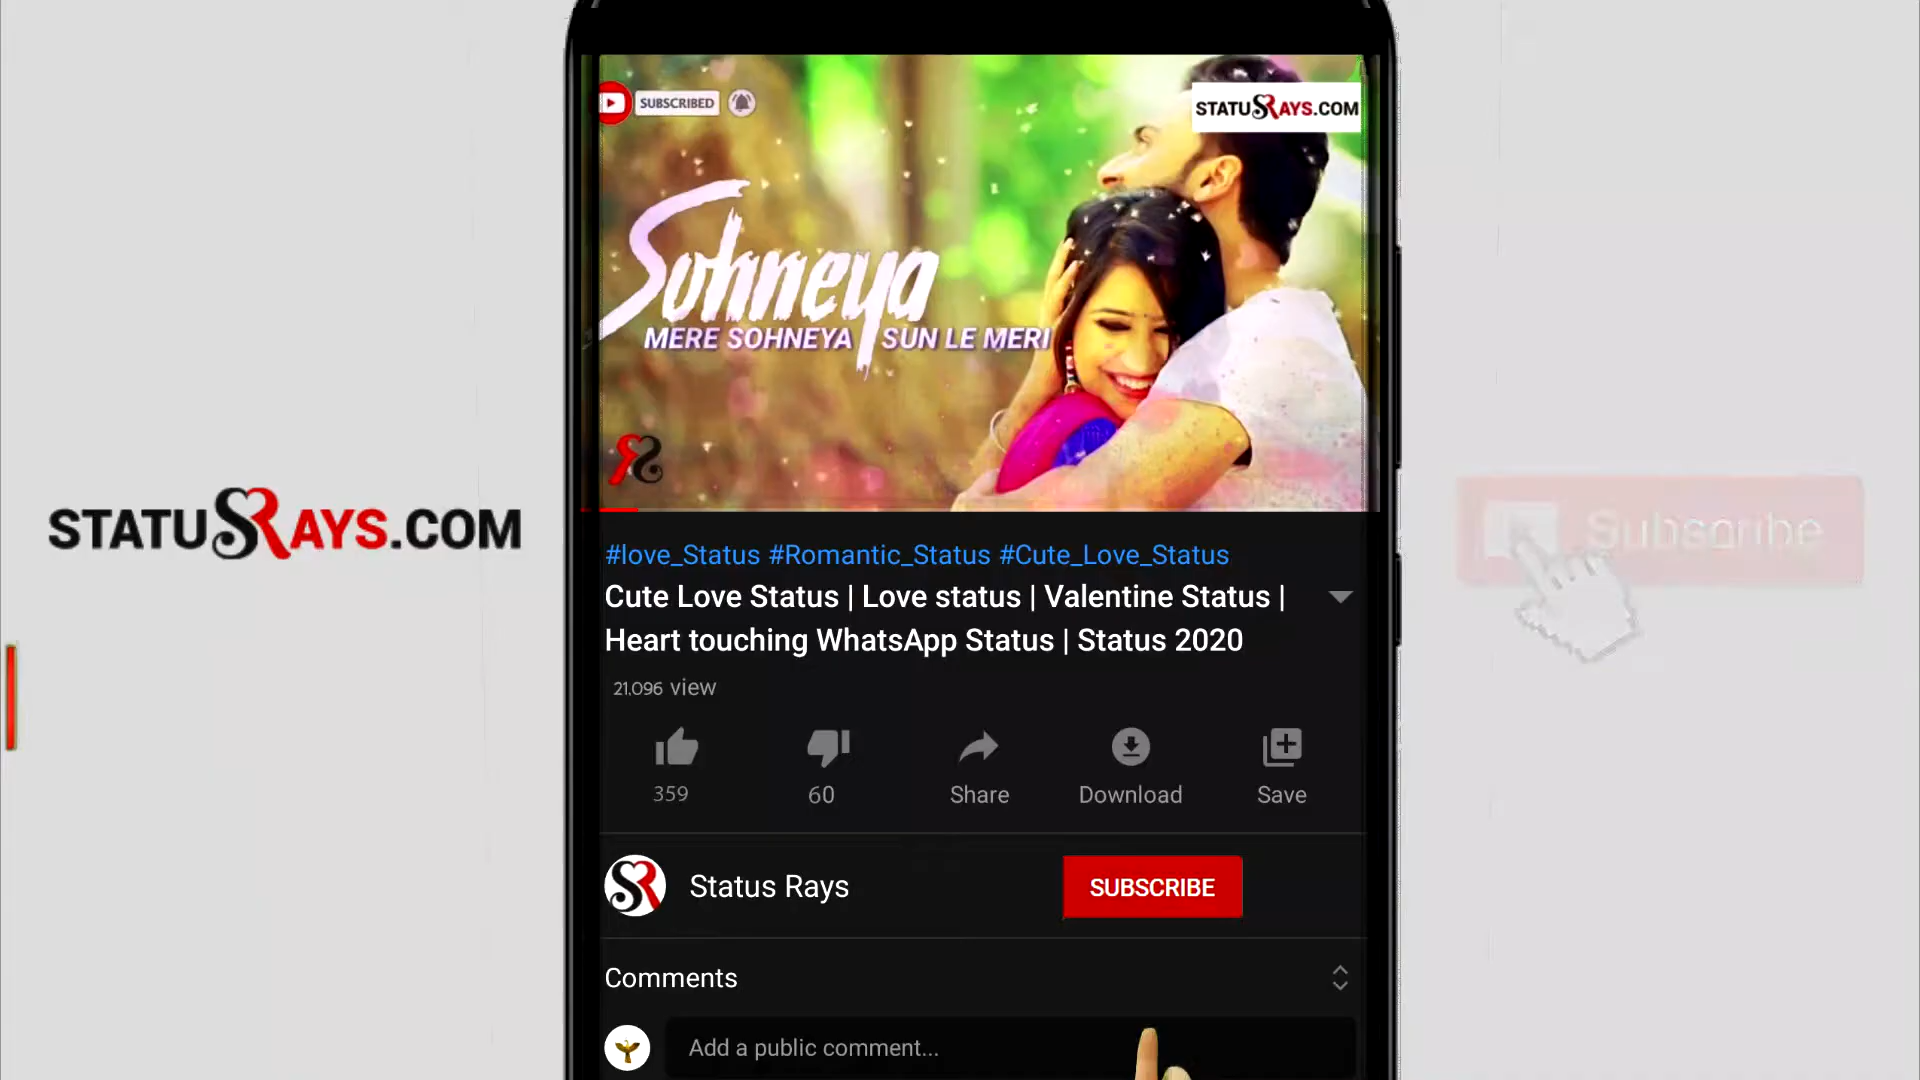 SUBSCRIBED
STATUSRAYS.COM
Sohneya
MERE SOHNEYA SUN LE MERI
SR
STATUSRAYS.COM
Subscribe
#love_Status #Romantic_Status #Cute_Love_Status
Cute Love Status | Love status | Valentine Status |
Heart touching WhatsApp Status | Status 2020
21,096 view
359
60
Share
Download
Save
SR
Status Rays
SUBSCRIBE
Comments
Add a public comment...